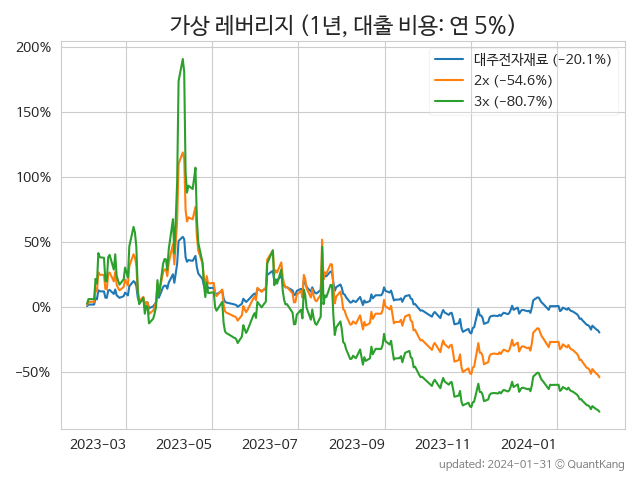 가상 레버리지 (1년, 대출 비용: 연 5%)
200%
150%
100%
50%
0%
−50%
대주전자재료 (−20.1%)
2x (−54.6%)
3x (−80.7%)
2023-03 2023-05 2023-07 2023-09 2023-11 2024-01
updated: 2024-01-31 © QuantKang